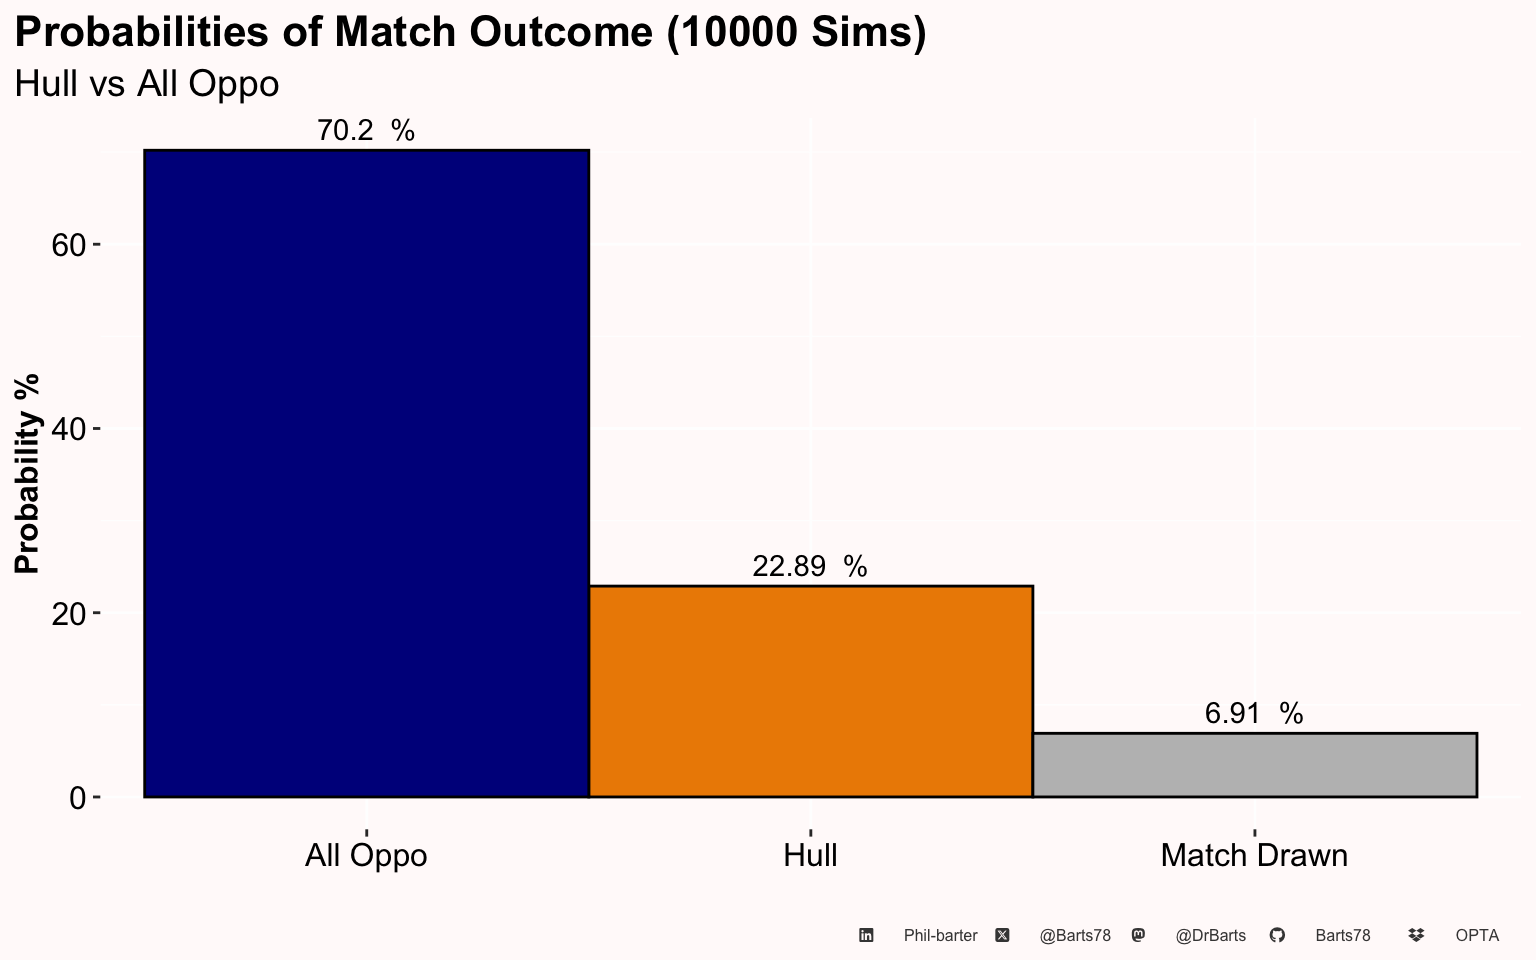 Probabilities of Match Outcome (10000 Sims)
Hull vs All Oppo
70.2 %
22.89 %
6.91 %
Probability %
60
40
20
0
All Oppo Hull Match Drawn
Phil-barter @Barts78 @DrBarts Barts78 OPTA